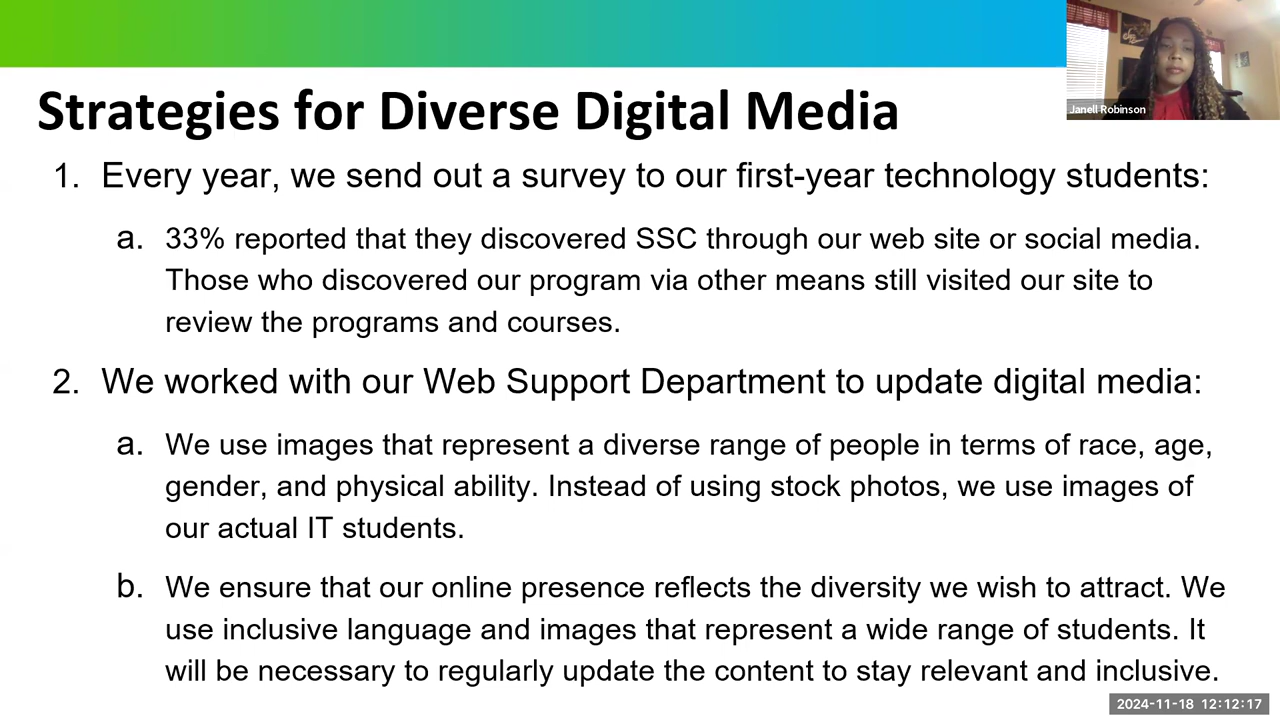 Janell Robinson
Strategies for Diverse Digital Media
1. Every year, we send out a survey to our first-year technology students:
a. 33% reported that they discovered SSC through our web site or social media.
Those who discovered our program via other means still visited our site to
review the programs and courses.
2. We worked with our Web Support Department to update digital media:
a. We use images that represent a diverse range of people in terms of race, age,
gender, and physical ability. Instead of using stock photos, we use images of
our actual IT students.
b. We ensure that our online presence reflects the diversity we wish to attract. We
use inclusive language and images that represent a wide range of students. It
will be necessary to regularly update the content to stay relevant and inclusive.
2024-11-18 12:12:17